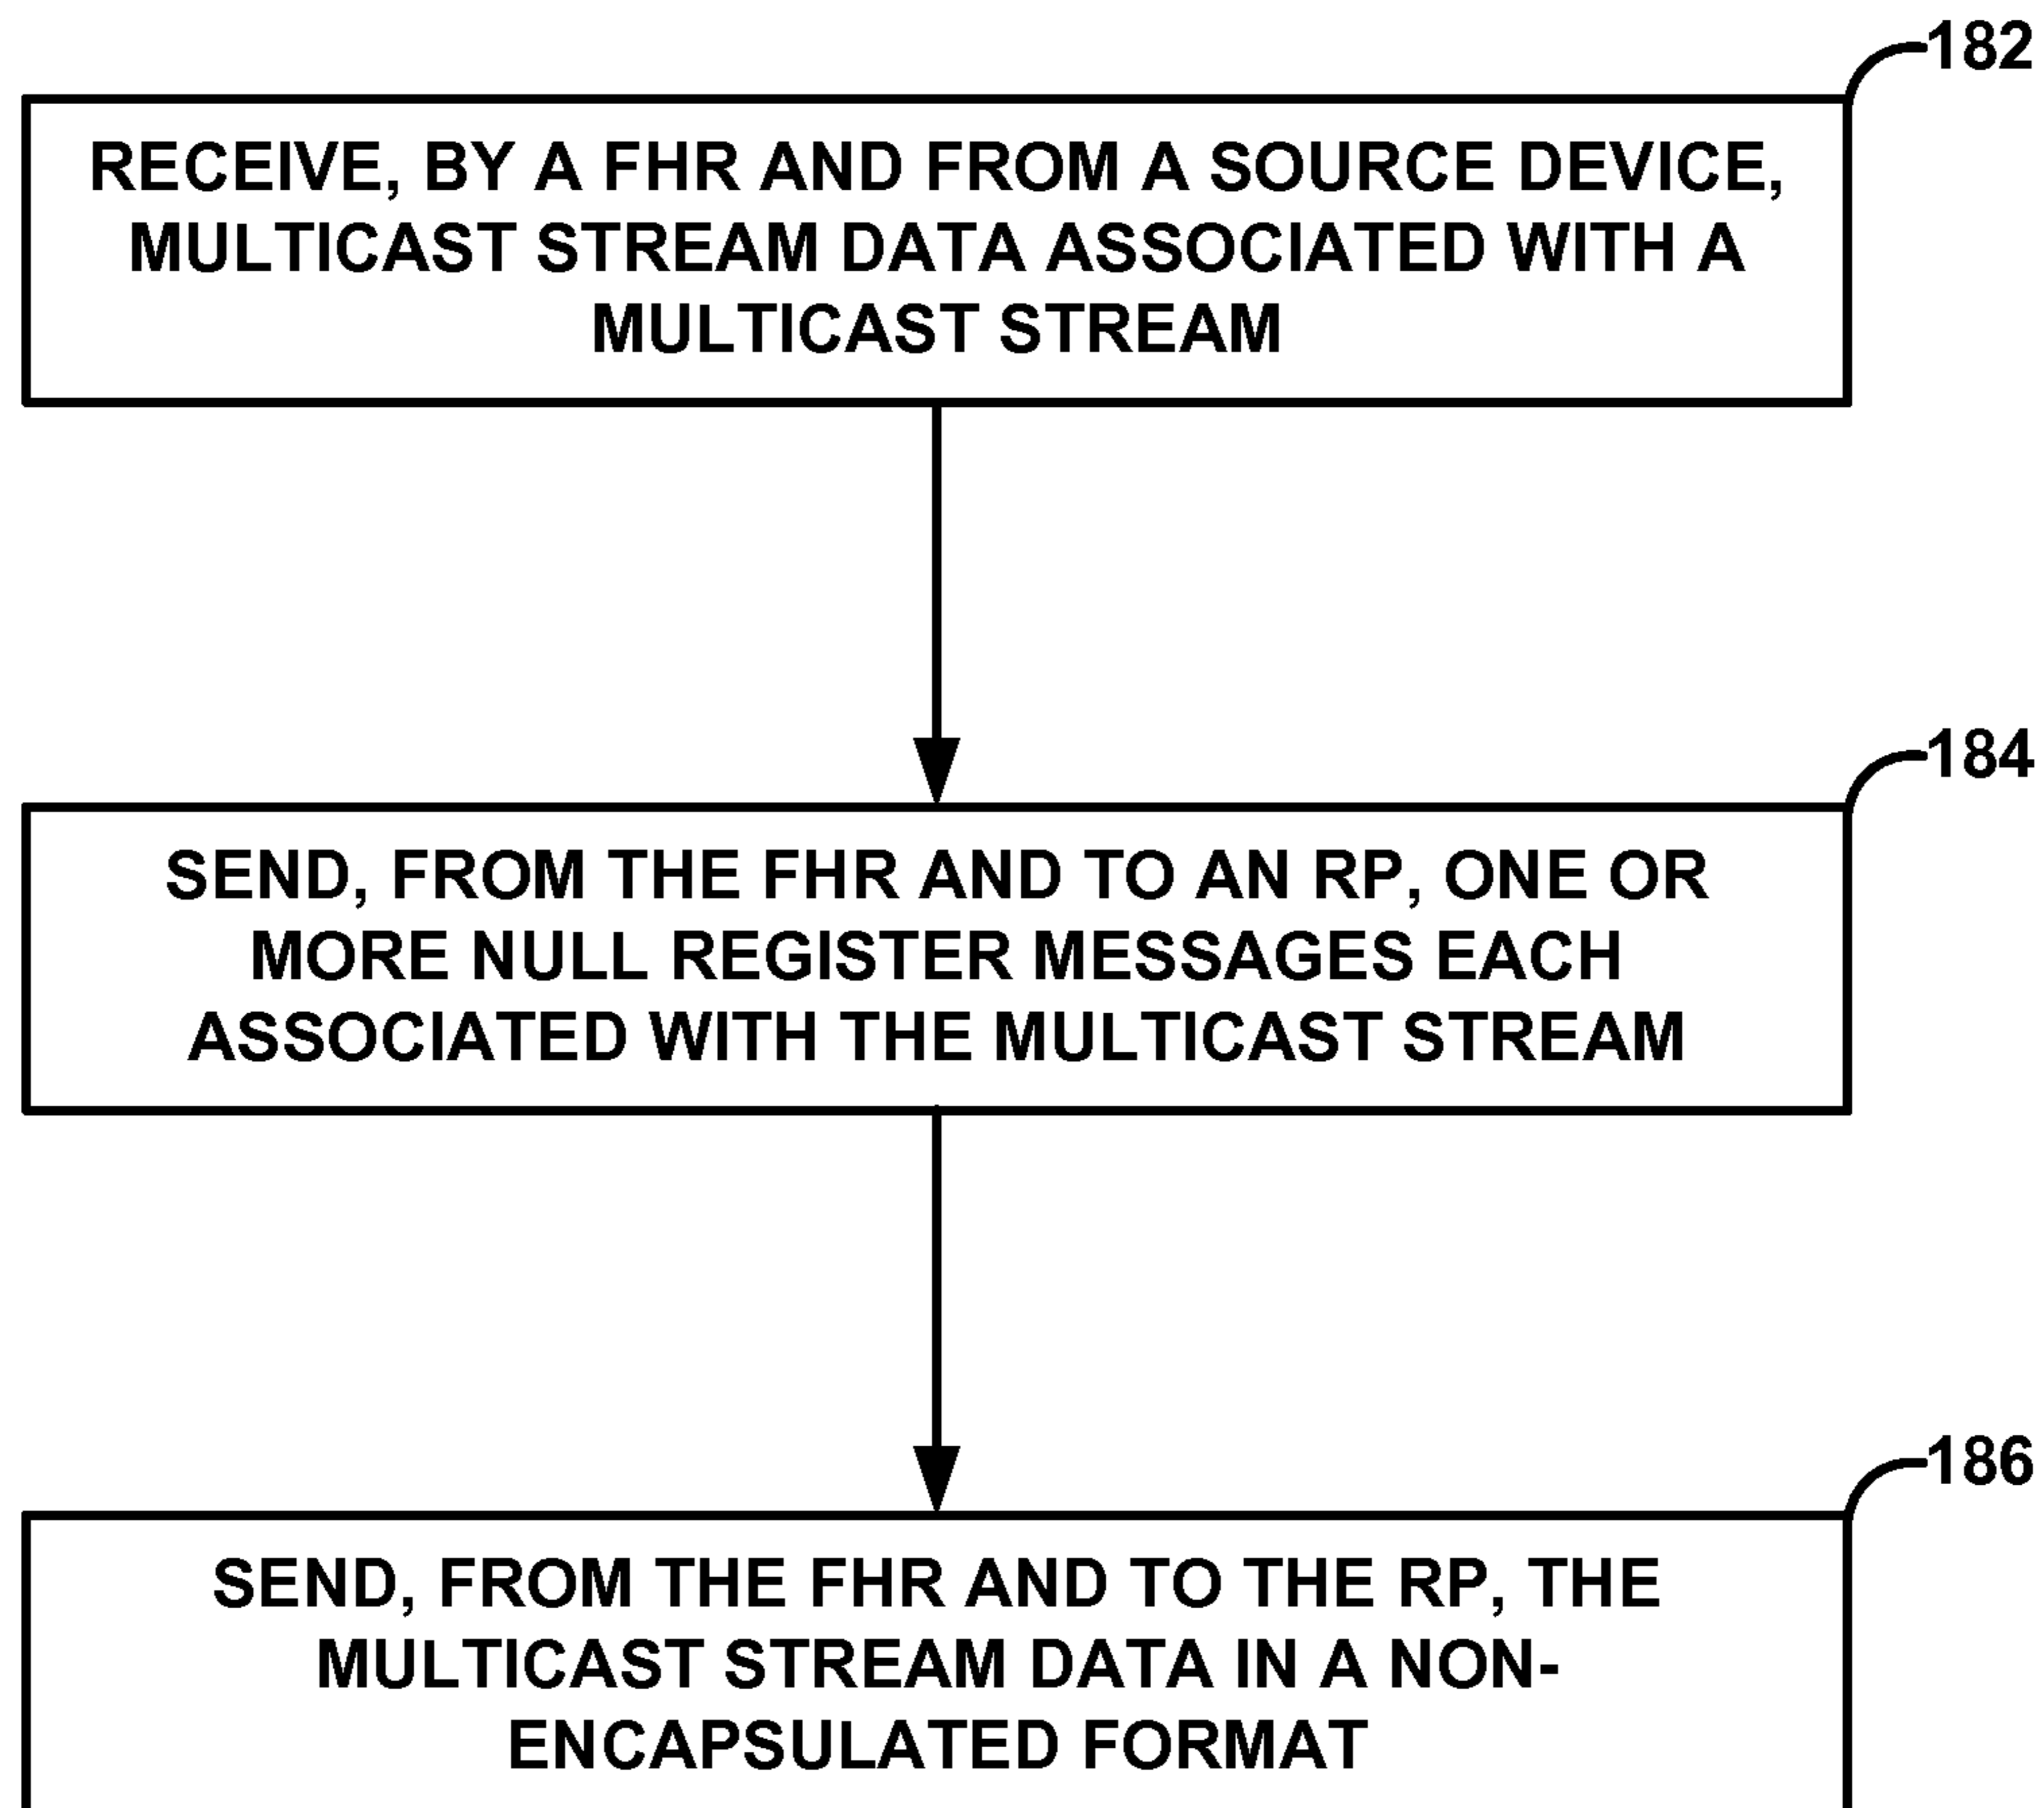 182
RECEIVE, BY A FHR AND FROM A SOURCE DEVICE,
MULTICAST STREAM DATA ASSOCIATED WITH A
MULTICAST STREAM
184
SEND, FROM THE FHR AND TO AN RP, ONE OR
MORE NULL REGISTER MESSAGES EACH
ASSOCIATED WITH THE MULTICAST STREAM
186
SEND, FROM THE FHR AND TO THE RP, THE
MULTICAST STREAM DATA IN A NON-
ENCAPSULATED FORMAT